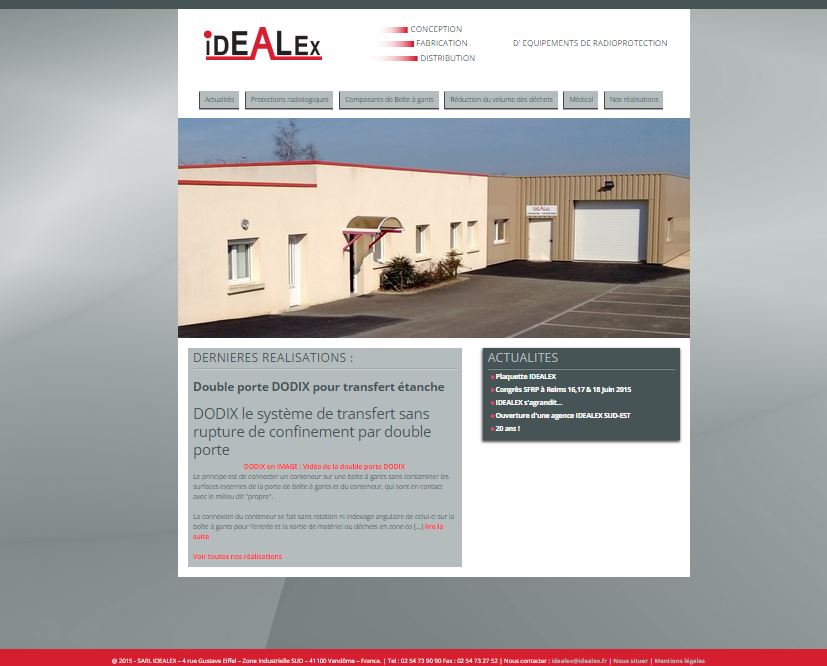 iDEALEx
CONCEPTION
FABRICATION
DISTRIBUTION
D' EQUIPEMENTS DE RADIOPROTECTION
Actualités
Protections radiologiques
Composants de Boîte à gants
Réduction du volume des déchets
Médical
Nos réalisations
iDEALEx
DERNIERES REALISATIONS :
Double porte DODIX pour transfert étanche
DODIX le système de transfert sans
rupture de confinement par double
porte
DODIX en IMAGE : Vidéo de la double porte DODIX
Le principe est de connecter un conteneur sur une boite à gants sans contaminer les
surfaces externes de la porte de boîte à gants et du conteneur, qui sont en contact
avec le milieu dit "propre".
La connexion du conteneur se fait sans rotation ni indexage angulaire de celui-ci sur la
boîte à gants pour l'entrée et la sortie de matériel ou déchets en zone co [...] lire la
suite
Voir toutes nos réalisations
ACTUALITES
Plaquette IDEALEX
Congrès SFRP à Reims 16,17 & 18 Juin 2015
IDEALEX s'agrandit...
Ouverture d'une agence IDEALEX SUD-EST
20 ans !
@ 2015 - SARL IDEALEX – 4 rue Gustave Eiffel – Zone Industrielle SUD – 41100 Vendôme – France. | Tel : 02 54 73 90 90 Fax : 02 54 73 27 52 | Nous contacter : idealex@idealex.fr | Nous situer | Mentions légales